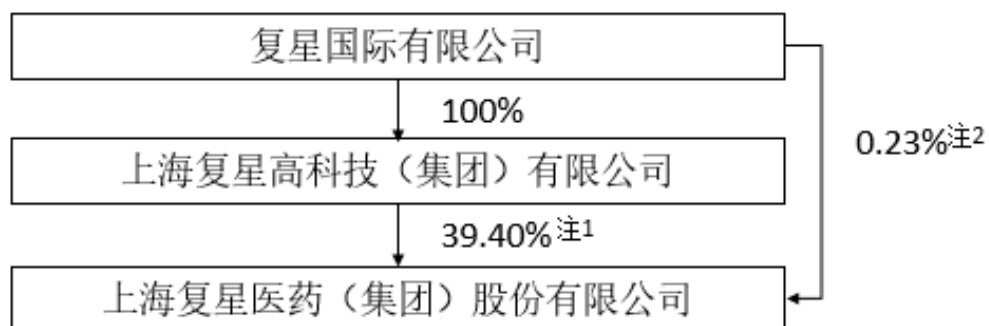 复星国际有限公司
100%
0.23%注2
上海复星高科技（集团）有限公司
39.40%注1
上海复星医药（集团）股份有限公司